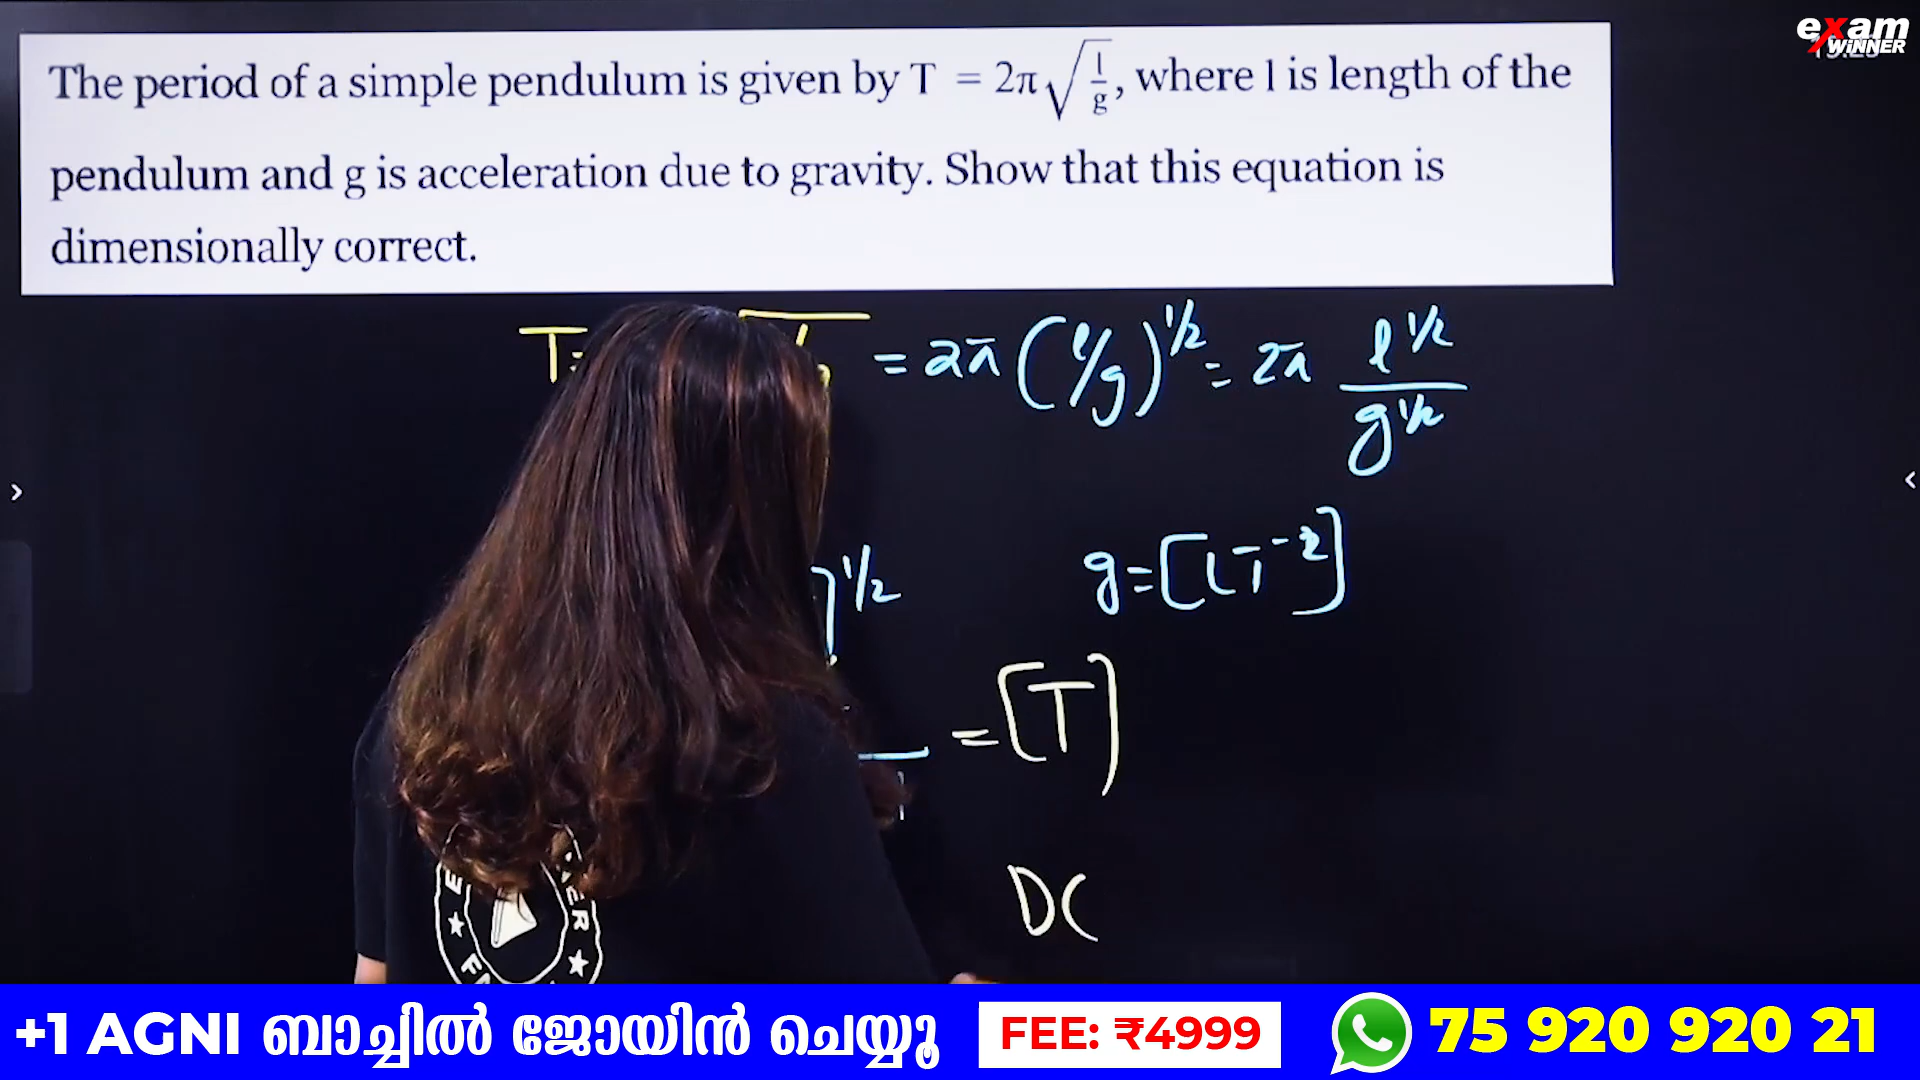 exam
WINNER
The period of a simple pendulum is given by T = 2π√(l/g), where l is length of the
pendulum and g is acceleration due to gravity. Show that this equation is
dimensionally correct.
T = = 2π (l/g)^1/2 = 2π l^1/2 / g^1/2
]^1/2 g = [LT^-2]
= [T]
DC
+1 AGNI ബാച്ചിൽ ജോയിൻ ചെയ്യൂ FEE: ₹4999 75 920 920 21